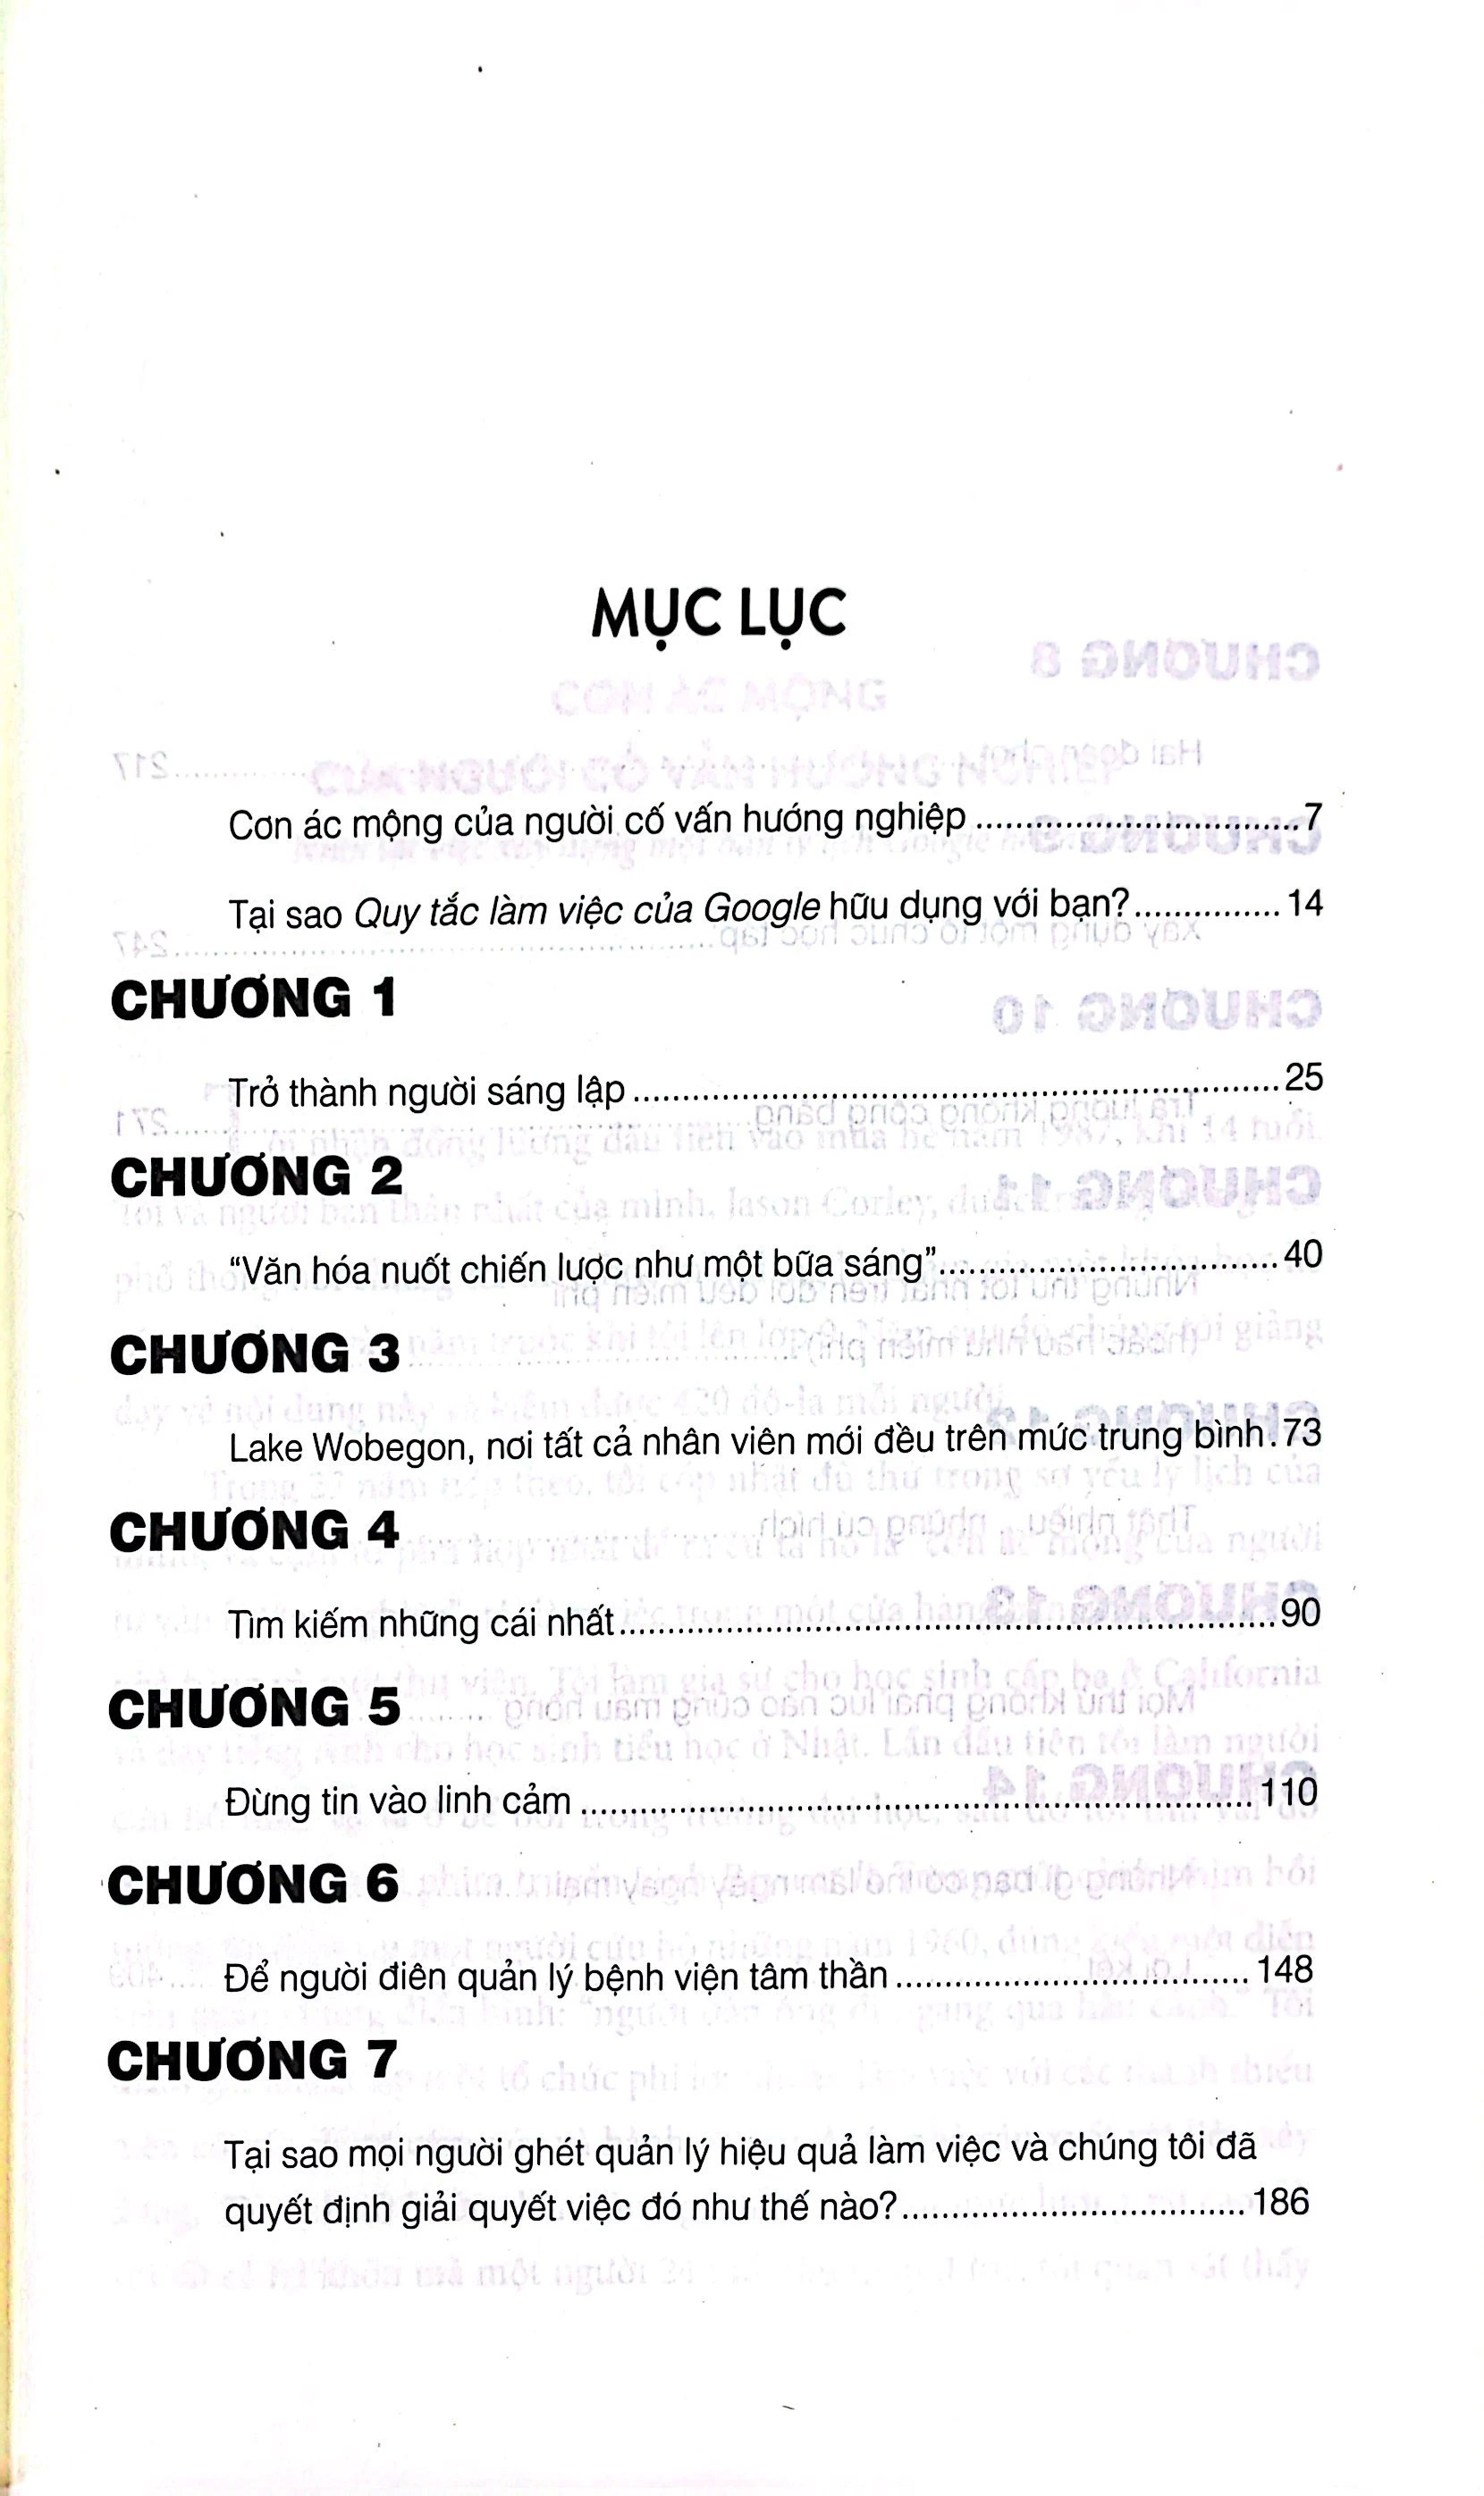 MỤC LỤC
Cơn ác mộng của người cố vấn hướng nghiệp ................................ 7
Tại sao Quy tắc làm việc của Google hữu dụng với bạn? ............... 14
CHƯƠNG 1
Trở thành người sáng lập ................................................................ 25
CHƯƠNG 2
“Văn hóa nuốt chiến lược như một bữa sáng” .................................. 40
CHƯƠNG 3
Lake Wobegon, nơi tất cả nhân viên mới đều trên mức trung bình. 73
CHƯƠNG 4
Tìm kiếm những cái nhất ................................................................. 90
CHƯƠNG 5
Đừng tin vào linh cảm ................................................................... 110
CHƯƠNG 6
Để người điên quản lý bệnh viện tâm thần ................................... 148
CHƯƠNG 7
Tại sao mọi người ghét quản lý hiệu quả làm việc và chúng tôi đã
quyết định giải quyết việc đó như thế nào? .................................. 186